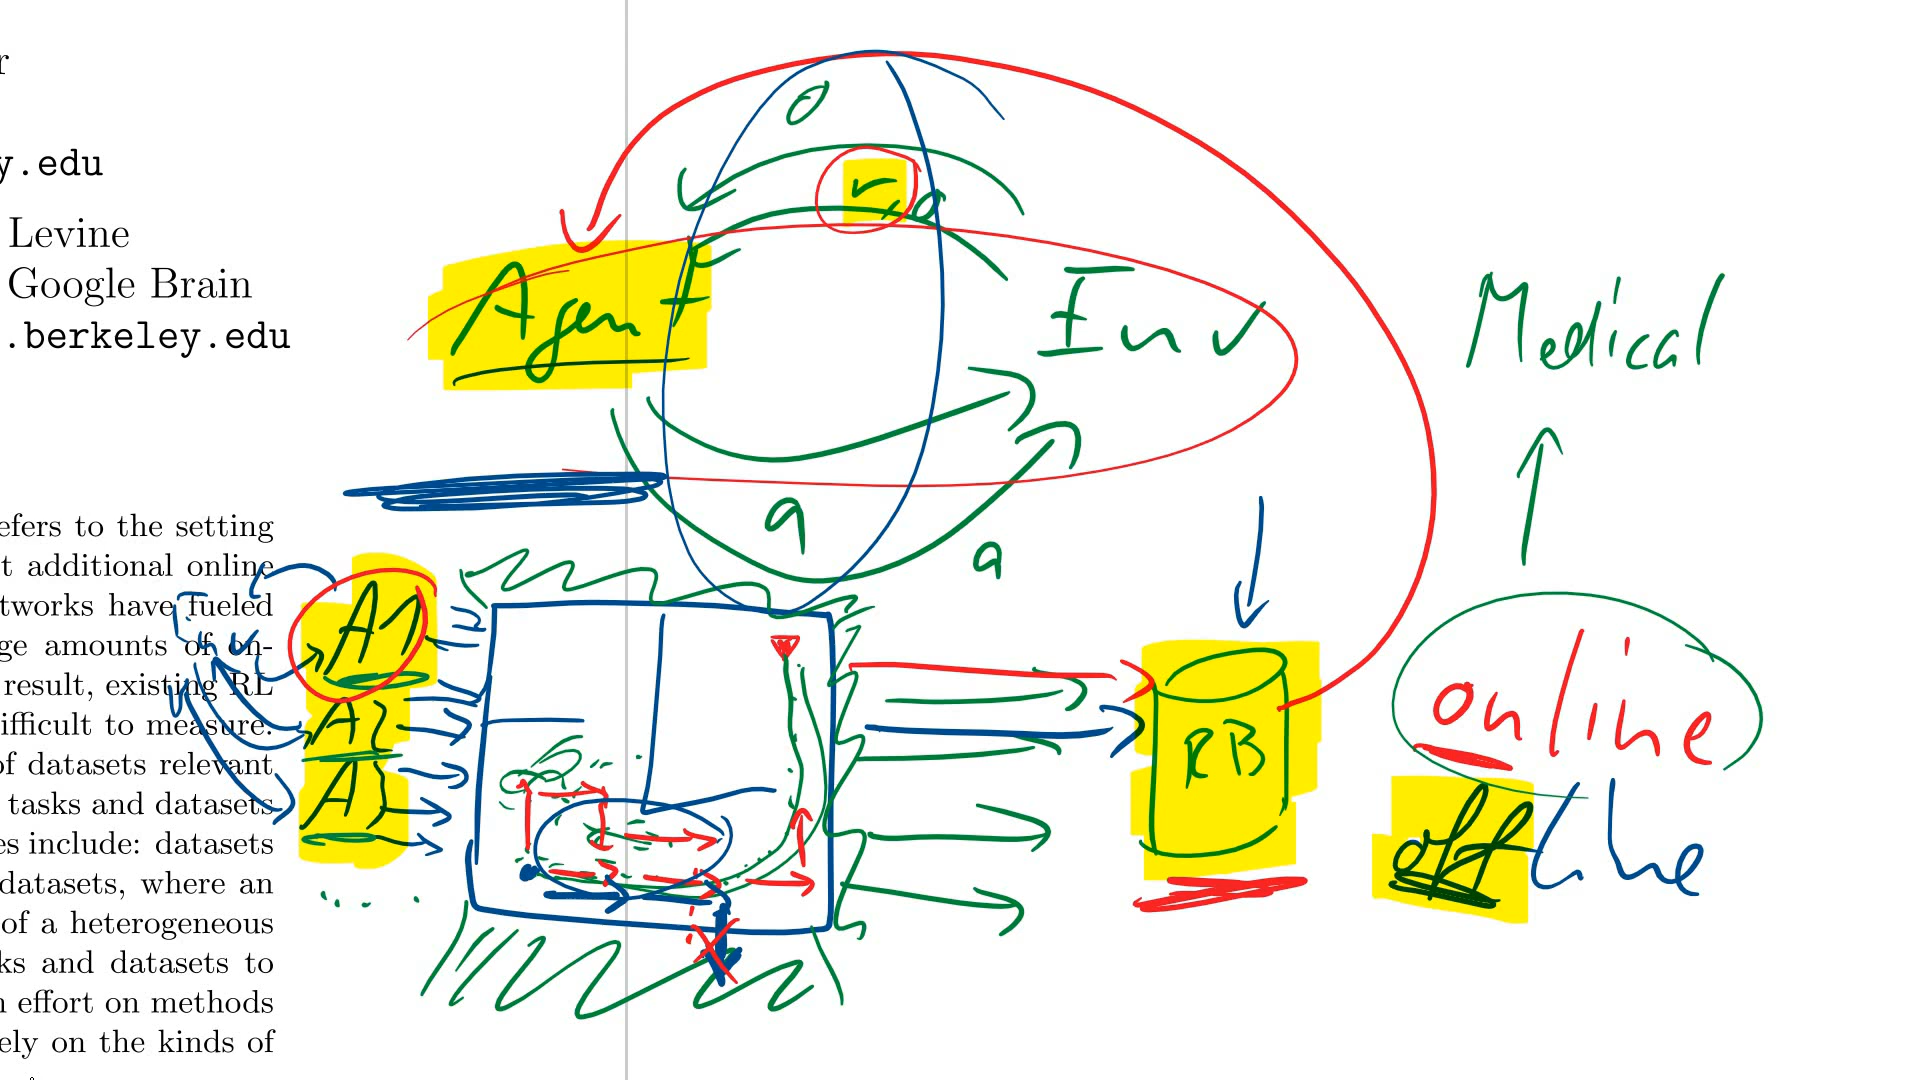 r
y.edu
Levine
Google Brain
.berkeley.edu
efers to the setting
t additional online
tworks have fueled
ge amounts of on-
result, existing RL
ifficult to measure.
of datasets relevant
tasks and datasets
es include: datasets
datasets, where an
of a heterogeneous
ks and datasets to
n effort on methods
ely on the kinds of
o
r, o
Agent
Env
a
a
Medical
A1
A2
A3
RB
online
offline